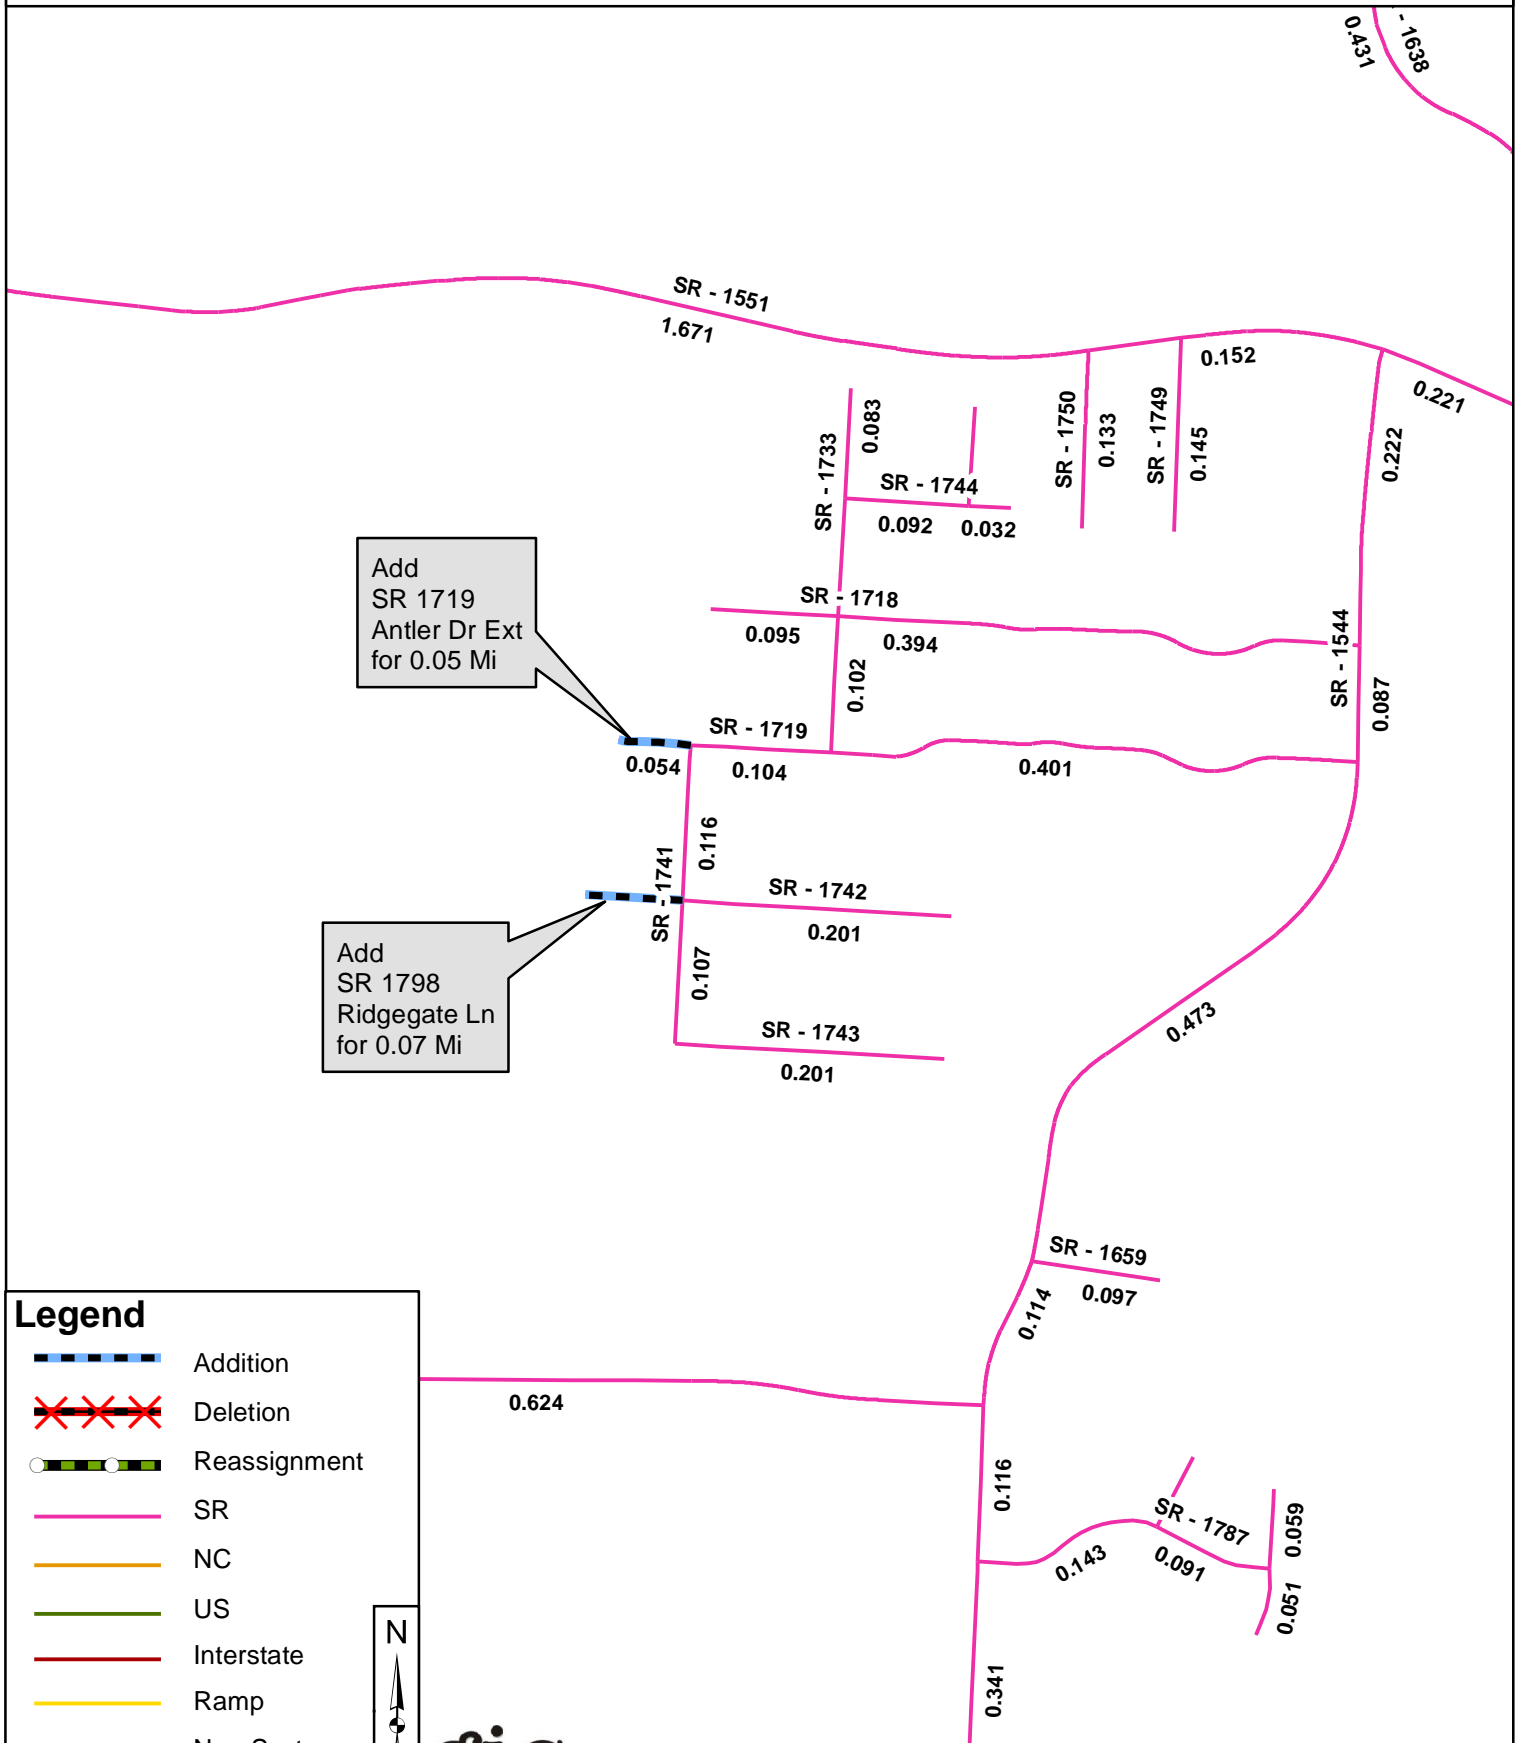 0.431
- 1638
SR - 1551
1.671
0.152
0.221
SR - 1733
0.083
SR - 1744
0.092
0.032
SR - 1750
0.133
SR - 1749
0.145
0.222
Add
SR 1719
Antler Dr Ext
for 0.05 Mi
SR - 1718
0.095
0.394
0.102
SR - 1544
0.087
SR - 1719
0.054
0.104
0.401
0.116
SR - 1741
SR - 1742
0.201
Add
SR 1798
Ridgegate Ln
for 0.07 Mi
0.107
SR - 1743
0.201
0.473
SR - 1659
0.097
0.114
0.624
0.116
SR - 1787
0.143
0.091
0.059
0.051
0.341
Legend
Addition
Deletion
Reassignment
SR
NC
US
Interstate
Ramp
N